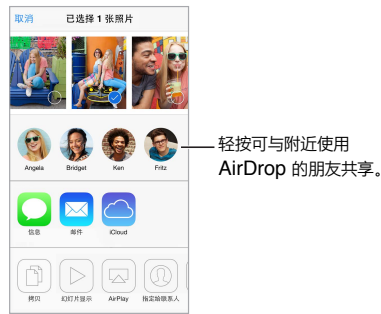 取消 已选择 1 张照片
Angela Bridget Ken Fritz
轻按可与附近使用
AirDrop 的朋友共享。
信息 邮件 iCloud
拷贝 幻灯片显示 AirPlay 指定给联系人